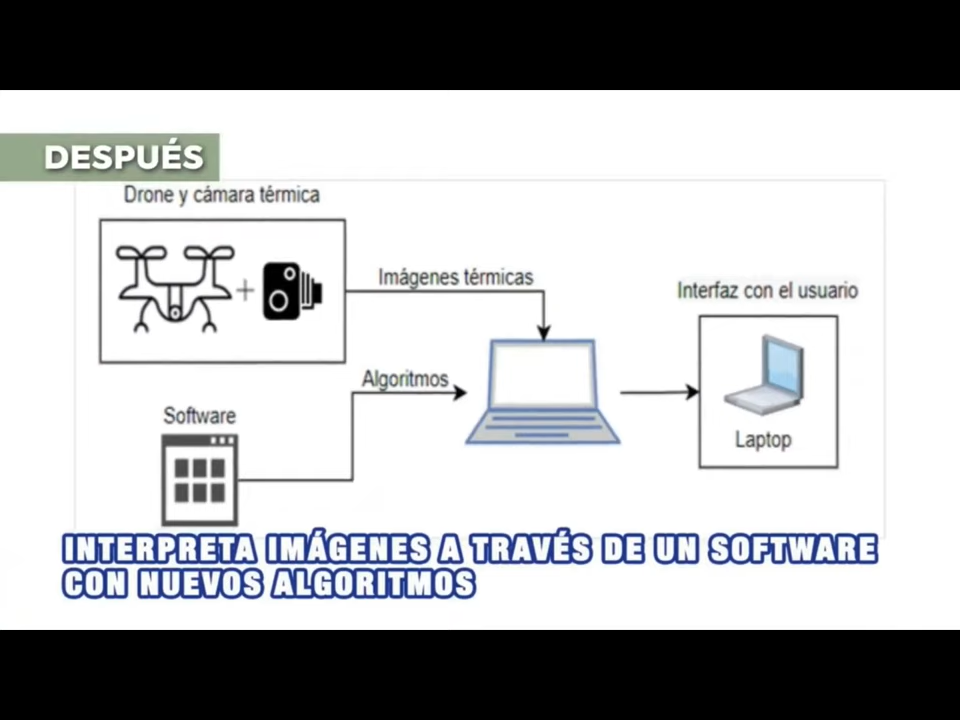 DESPUÉS
Drone y cámara térmica
Imágenes térmicas
Interfaz con el usuario
Algoritmos
Software
Laptop
INTERPRETA IMÁGENES A TRAVÉS DE UN SOFTWARE
CON NUEVOS ALGORITMOS